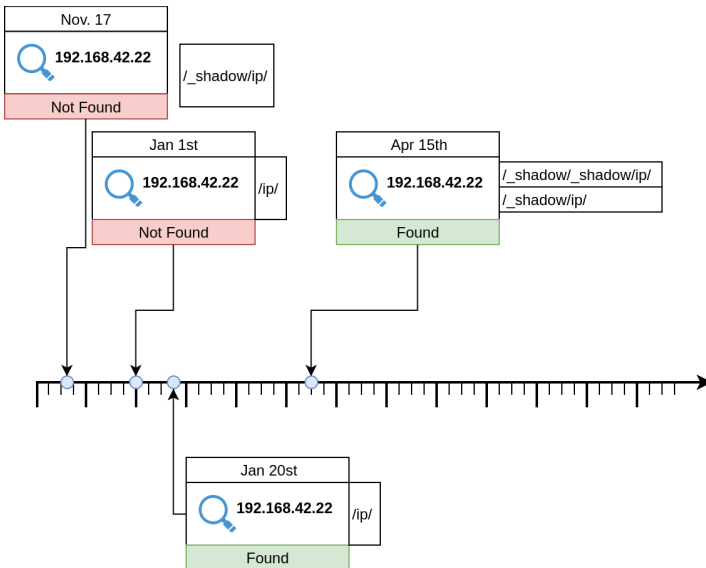 Nov. 17
192.168.42.22
/_shadow/ip/
Not Found
Jan 1st
192.168.42.22
/ip/
Not Found
Apr 15th
192.168.42.22
/_shadow/_shadow/ip/
/_shadow/ip/
Found
Jan 20st
192.168.42.22
/ip/
Found